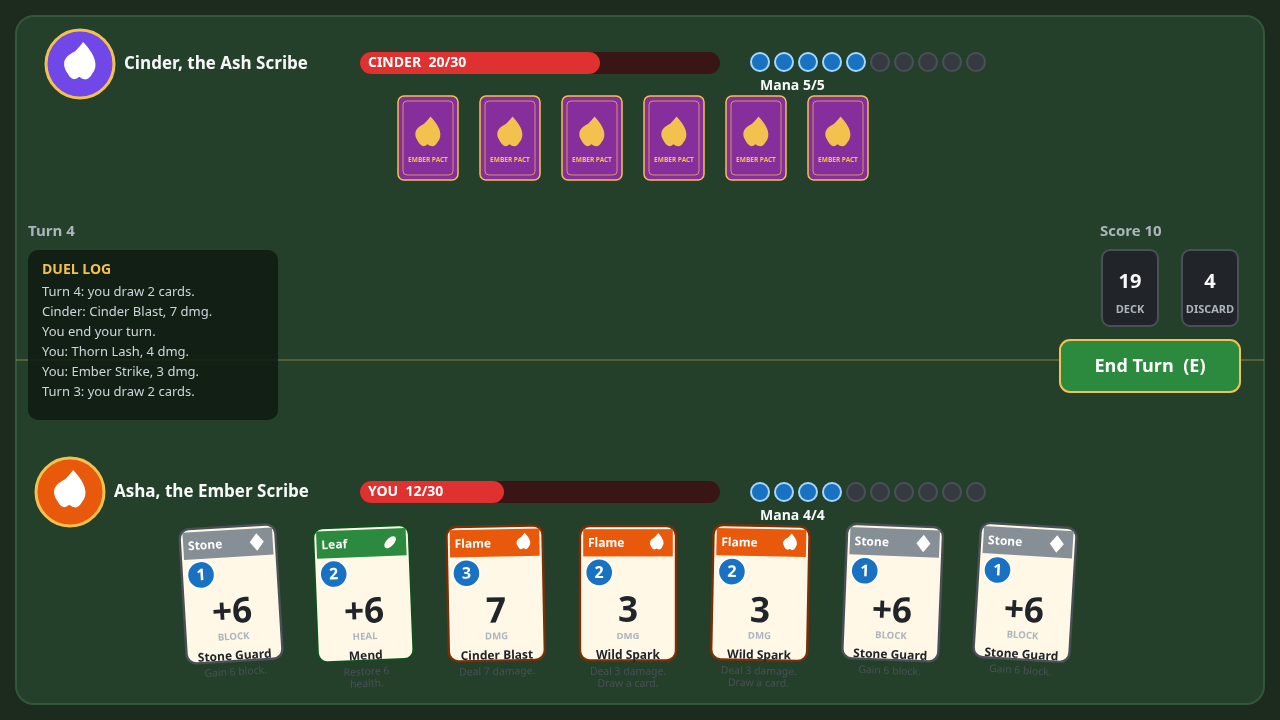 Cinder, the Ash Scribe
CINDER 20/30
Mana 5/5
EMBER PACT
EMBER PACT
EMBER PACT
EMBER PACT
EMBER PACT
EMBER PACT
Turn 4
Score 10
DUEL LOG
Turn 4: you draw 2 cards.
Cinder: Cinder Blast, 7 dmg.
You end your turn.
You: Thorn Lash, 4 dmg.
You: Ember Strike, 3 dmg.
Turn 3: you draw 2 cards.
19
DECK
4
DISCARD
End Turn (E)
Asha, the Ember Scribe
YOU 12/30
Mana 4/4
Stone
1
+6
BLOCK
Stone Guard
Gain 6 block.
Leaf
2
+6
HEAL
Mend
Restore 6
health.
Flame
3
7
DMG
Cinder Blast
Deal 7 damage.
Flame
2
3
DMG
Wild Spark
Deal 3 damage.
Draw a card.
Flame
2
3
DMG
Wild Spark
Deal 3 damage.
Draw a card.
Stone
1
+6
BLOCK
Stone Guard
Gain 6 block.
Stone
1
+6
BLOCK
Stone Guard
Gain 6 block.